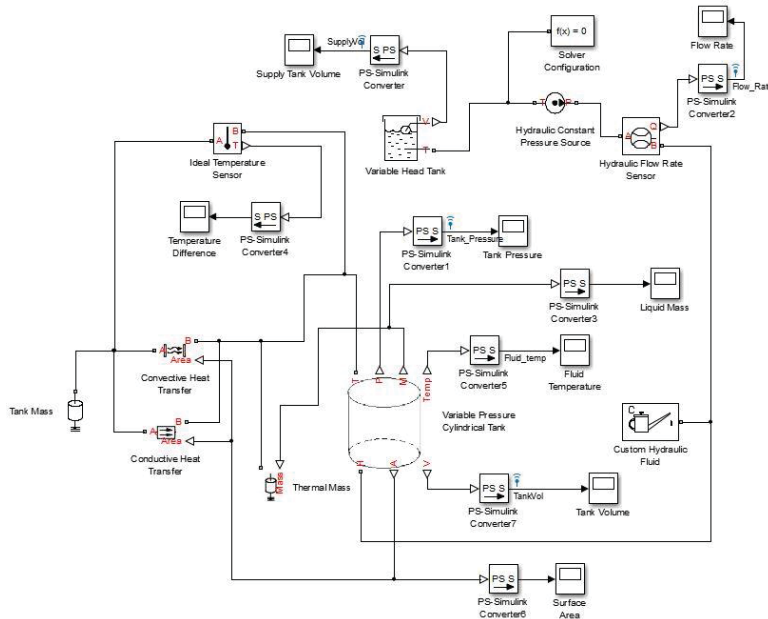 SupplyVol
S PS
Supply Tank Volume
PS-Simulink
Converter
f(x) = 0
Solver
Configuration
Flow Rate
PS S
Flow_Rat
PS-Simulink
Converter2
V
T
Variable Head Tank
T
P
Hydraulic Constant
Pressure Source
A
Q
B
Hydraulic Flow Rate
Sensor
A
B
T
Ideal Temperature
Sensor
Temperature
Difference
S PS
PS-Simulink
Converter4
PS S
Tank_Pressure
PS-Simulink
Converter1
Tank Pressure
PS S
PS-Simulink
Converter3
Liquid Mass
A
B
Area
Convective Heat
Transfer
Tank Mass
A
B
Area
Conductive Heat
Transfer
Mass
Thermal Mass
T
P
M
Temp
H
A
V
Variable Pressure
Cylindrical Tank
PS S
Fluid_temp
PS-Simulink
Converter5
Fluid
Temperature
C
Custom Hydraulic
Fluid
PS S
TankVol
PS-Simulink
Converter7
Tank Volume
PS S
PS-Simulink
Converter6
Surface
Area